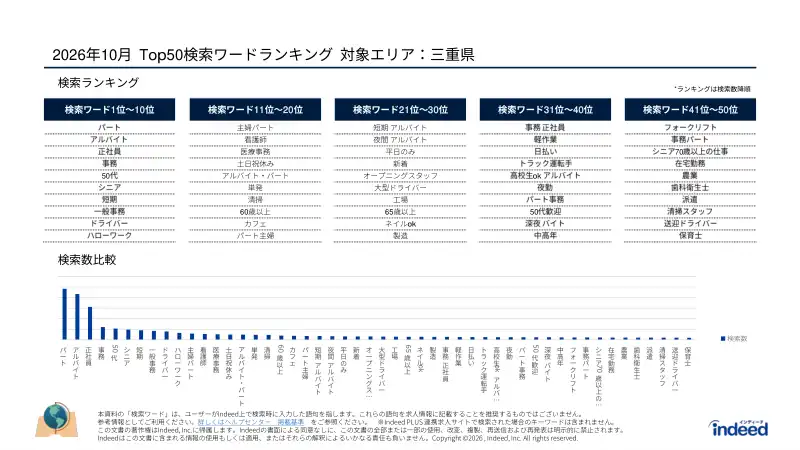 2026年10月 Top50検索ワードランキング 対象エリア：三重県
検索ランキング
*ランキングは検索数降順
検索ワード1位～10位
パート
アルバイト
正社員
事務
50代
シニア
短期
一般事務
ドライバー
ハローワーク
検索ワード11位～20位
主婦パート
看護師
医療事務
土日祝休み
アルバイト・パート
単発
清掃
60歳以上
カフェ
パート主婦
検索ワード21位～30位
短期 アルバイト
夜間 アルバイト
平日のみ
新着
オープニングスタッフ
大型ドライバー
工場
65歳以上
ネイルok
製造
検索ワード31位～40位
事務 正社員
軽作業
日払い
トラック運転手
高校生ok アルバイト
夜勤
パート事務
50代歓迎
深夜 バイト
中高年
検索ワード41位～50位
フォークリフト
事務パート
シニア70歳以上の仕事
在宅勤務
農業
歯科衛生士
派遣
清掃スタッフ
送迎ドライバー
保育士
検索数比較
検索数
パート
アルバイト
正社員
事務
50代
シニア
短期
一般事務
ドライバー
ハローワーク
主婦パート
看護師
医療事務
土日祝休み
アルバイト・パート
単発
清掃
60歳以上
カフェ
パート主婦
短期 アルバイト
夜間 アルバイト
平日のみ
新着
オープニングス…
大型ドライバー
工場
65歳以上
ネイルok
製造
事務 正社員
軽作業
日払い
トラック運転手
高校生ok アルバ…
夜勤
パート事務
50代歓迎
深夜 バイト
中高年
フォークリフト
事務パート
シニア70歳以上の…
在宅勤務
農業
歯科衛生士
派遣
清掃スタッフ
送迎ドライバー
保育士
本資料の「検索ワード」は、ユーザーがIndeed上で検索時に入力した語句を指します。これらの語句を求人情報に記載することを推奨するものではございません。
参考情報としてご利用ください。詳しくはヘルプセンター 掲載基準 をご参照ください。 ※Indeed PLUS連携求人サイトで検索された場合のキーワードは含まれません。
この文書の著作権はIndeed, Inc.に帰属します。Indeedの書面による同意なしに、この文書の全部または一部の使用、改変、複製、再送信および再発表は明示的に禁止されます。
Indeedはこの文書に含まれる情報の使用もしくは適用、またはそれらの解釈によるいかなる責任も負いません。Copyright ©2026 , Indeed, Inc. All rights reserved.
インディード
indeed